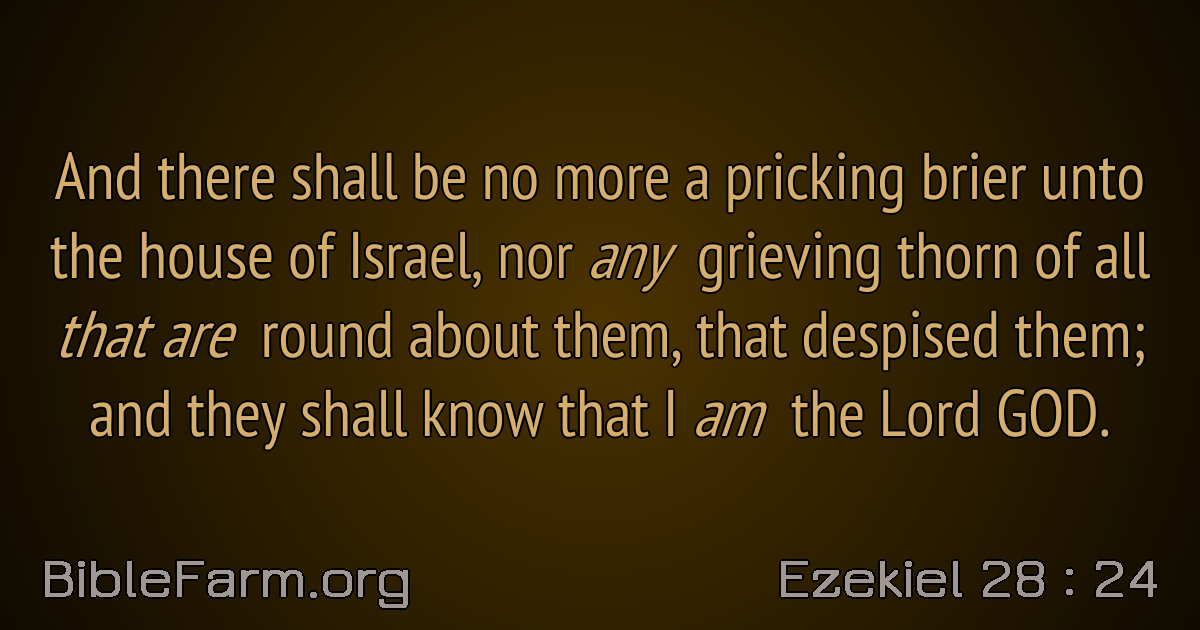 And there shall be no more a pricking brier unto
the house of Israel, nor any grieving thorn of all
that are round about them, that despised them;
and they shall know that I am the Lord GOD.
BibleFarm.org
Ezekiel 28 : 24